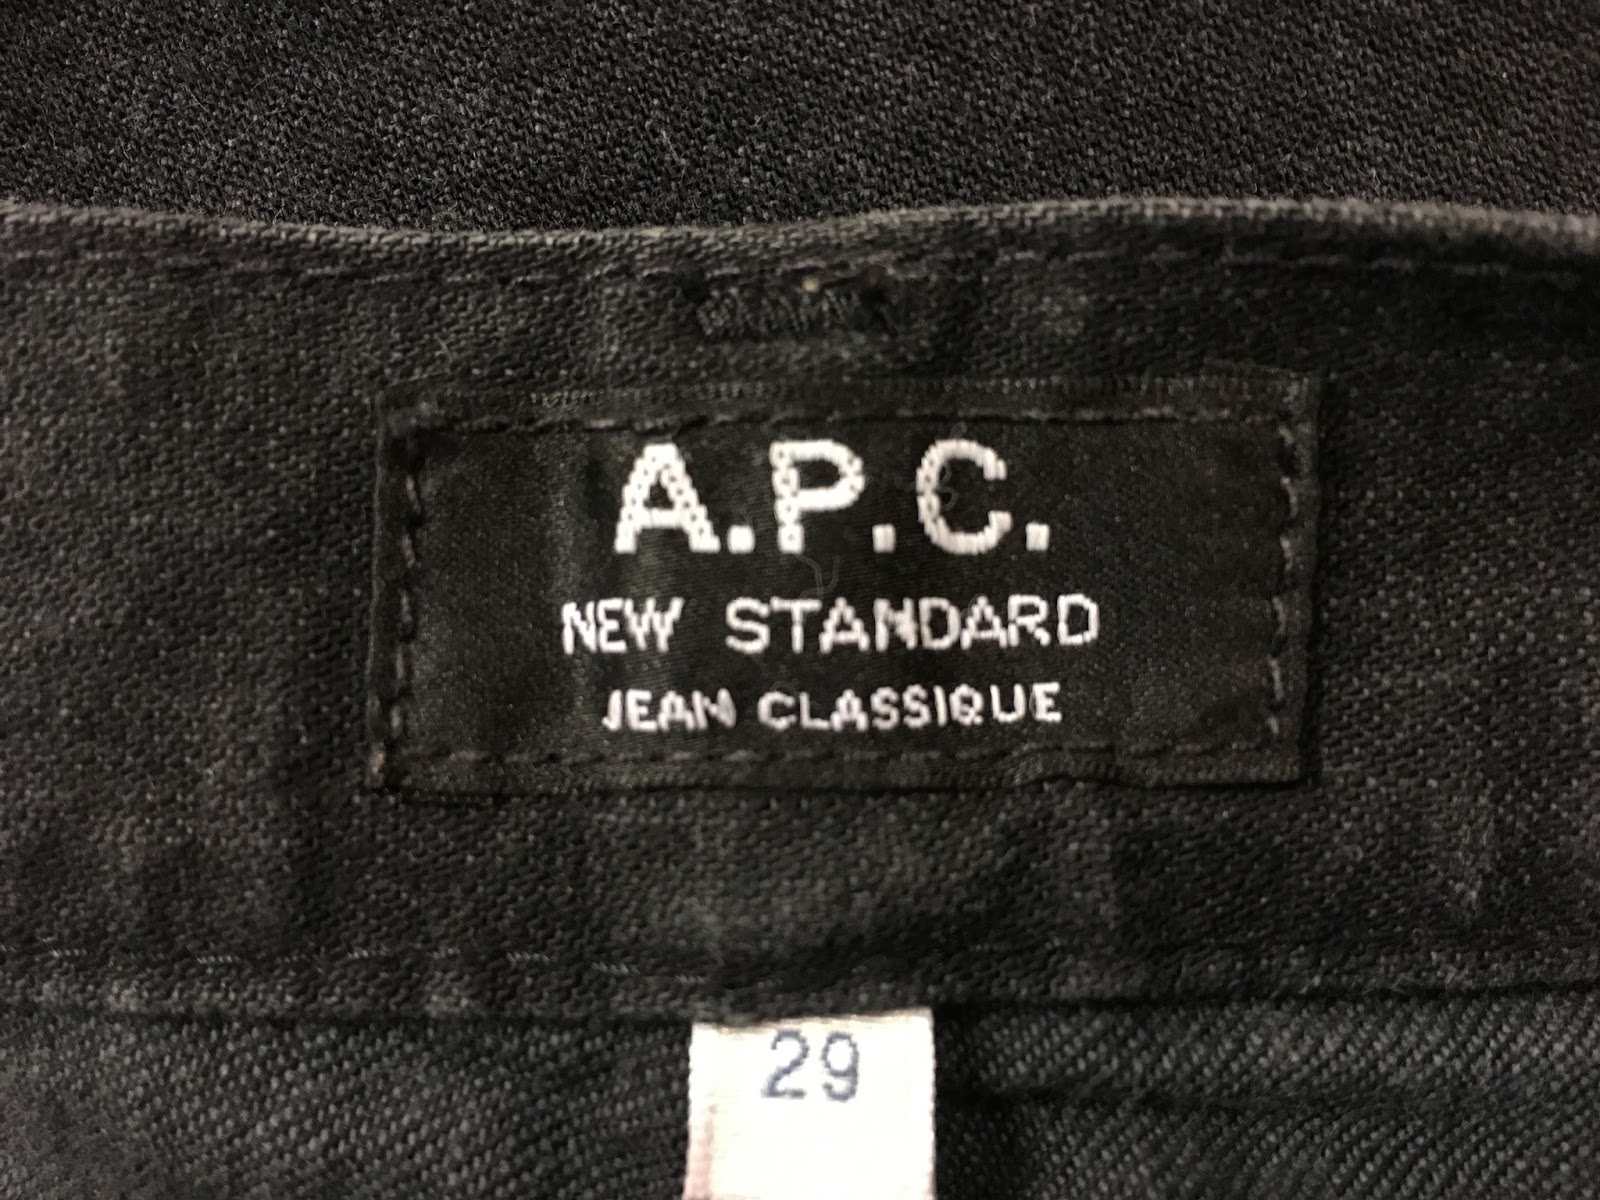 A.P.C.
NEW STANDARD
JEAN CLASSIQUE
29